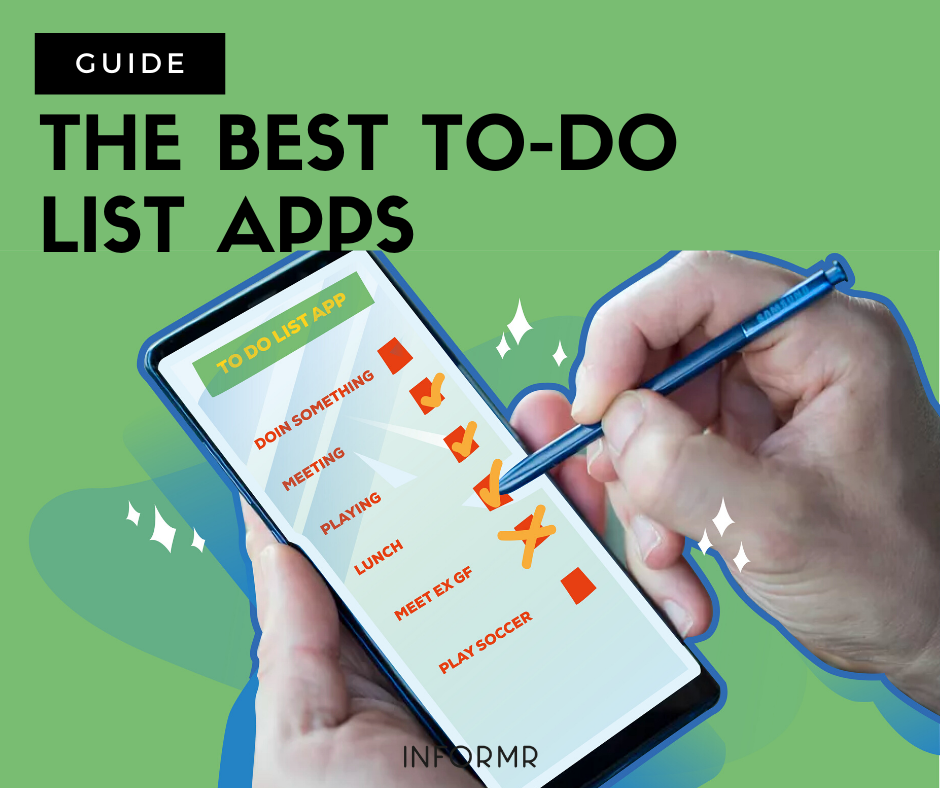 GUIDE
THE BEST TO-DO
LIST APPS
TO DO LIST APP
DOIN SOMETHING
MEETING
PLAYING
LUNCH
MEET EX GF
PLAY SOCCER
SAMSUNG
INFORMR